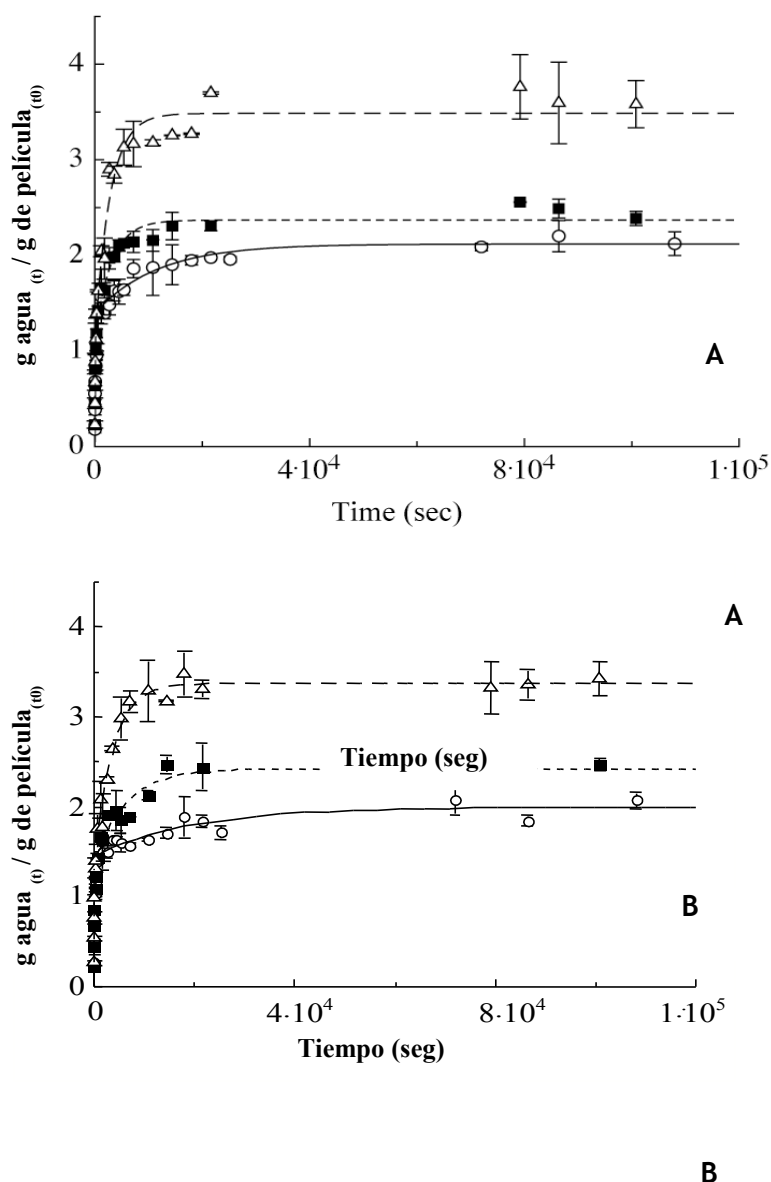 4
3
2
1
0
g agua (t) / g de película(t0)
A
0 4·10⁴ 8·10⁴ 1·10⁵
Time (sec)
A
4
3
2
1
0
g agua (t) / g de película(t0)
Tiempo (seg)
B
0 4·10⁴ 8·10⁴ 1·10⁵
Tiempo (seg)
B